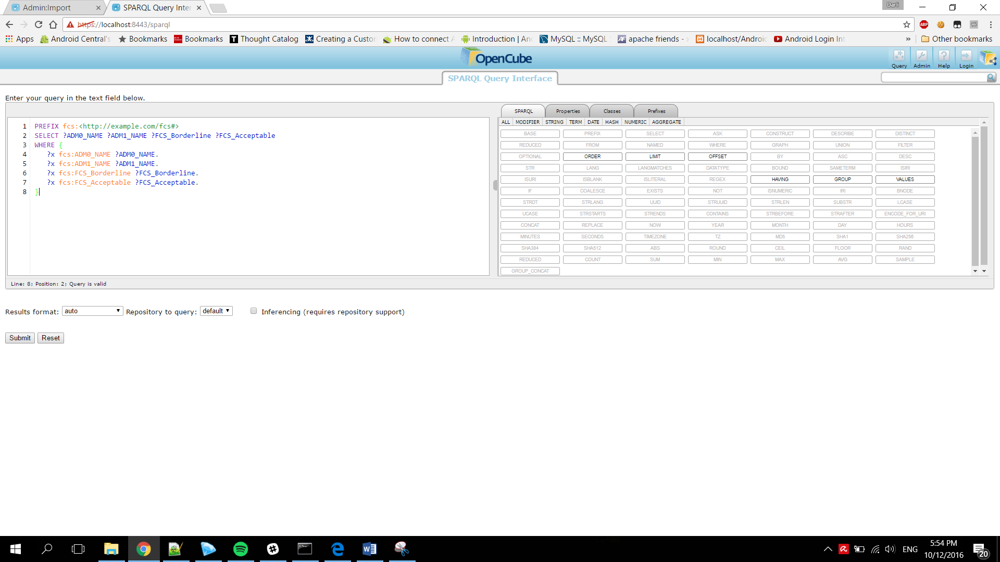 Admin:Import
SPARQL Query Inter
Darli
https://localhost:8443/sparql
ABP
Apps
Android Central's
Bookmarks
Bookmarks
Thought Catalog
Creating a Custor
How to connect A
Introduction | An
MySQL :: MySQL
apache friends - x
localhost/Androic
Android Login Int
»
Other bookmarks
OpenCube
Query
Admin
Help
Login
SPARQL Query Interface
Enter your query in the text field below.
1 PREFIX fcs:<http://example.com/fcs#>
2 SELECT ?ADM0_NAME ?ADM1_NAME ?FCS_Borderline ?FCS_Acceptable
3 WHERE {
4 ?x fcs:ADM0_NAME ?ADM0_NAME.
5 ?x fcs:ADM1_NAME ?ADM1_NAME.
6 ?x fcs:FCS_Borderline ?FCS_Borderline.
7 ?x fcs:FCS_Acceptable ?FCS_Acceptable.
8 }
Line: 8; Position: 2; Query is valid
SPARQL Properties Classes Prefixes
ALL MODIFIER STRING TERM DATE HASH NUMERIC AGGREGATE
BASE PREFIX SELECT ASK CONSTRUCT DESCRIBE DISTINCT
REDUCED FROM NAMED WHERE GRAPH UNION FILTER
OPTIONAL ORDER LIMIT OFFSET BY ASC DESC
STR LANG LANGMATCHES DATATYPE BOUND SAMETERM ISIRI
ISURI ISBLANK ISLITERAL REGEX HAVING GROUP VALUES
IF COALESCE EXISTS NOT ISNUMERIC IRI BNODE
STRDT STRLANG UUID STRUUID STRLEN SUBSTR LCASE
UCASE STRSTARTS STRENDS CONTAINS STRBEFORE STRAFTER ENCODE_FOR_URI
CONCAT REPLACE NOW YEAR MONTH DAY HOURS
MINUTES SECONDS TIMEZONE TZ MD5 SHA1 SHA256
SHA384 SHA512 ABS ROUND CEIL FLOOR RAND
REDUCED COUNT SUM MIN MAX AVG SAMPLE
GROUP_CONCAT
Results format: auto Repository to query: default Inferencing (requires repository support)
Submit Reset
ENG
5:54 PM
10/12/2016
20